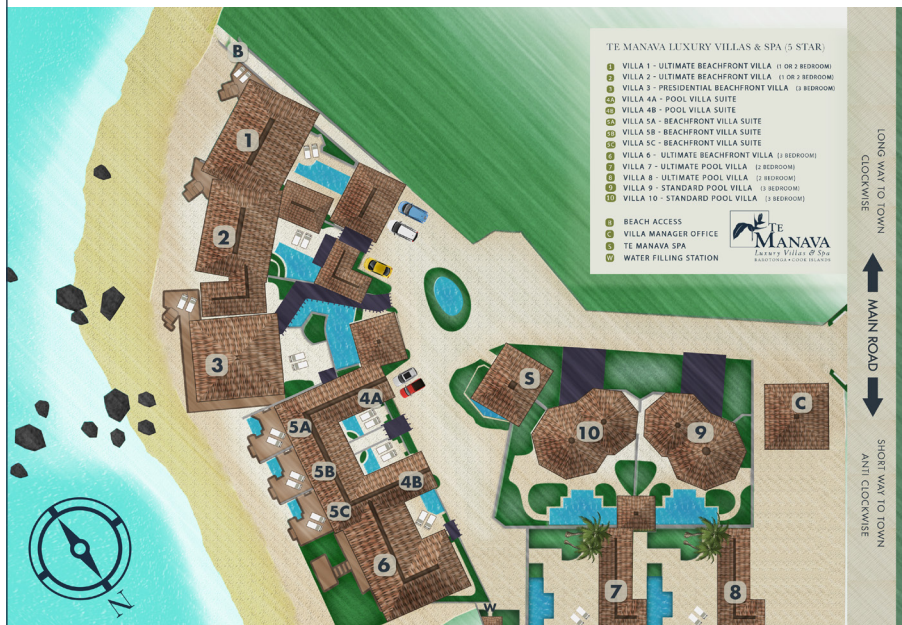 B
1
2
3
4A
5A
5B
4B
5C
6
S
10
9
C
7
8
W
N
TE MANAVA LUXURY VILLAS & SPA (5 STAR)
1 VILLA 1 - ULTIMATE BEACHFRONT VILLA (1 OR 2 BEDROOM)
2 VILLA 2 - ULTIMATE BEACHFRONT VILLA (1 OR 2 BEDROOM)
3 VILLA 3 - PRESIDENTIAL BEACHFRONT VILLA (3 BEDROOM)
4A VILLA 4A - POOL VILLA SUITE
4B VILLA 4B - POOL VILLA SUITE
5A VILLA 5A - BEACHFRONT VILLA SUITE
5B VILLA 5B - BEACHFRONT VILLA SUITE
5C VILLA 5C - BEACHFRONT VILLA SUITE
6 VILLA 6 - ULTIMATE BEACHFRONT VILLA (3 BEDROOM)
7 VILLA 7 - ULTIMATE POOL VILLA (2 BEDROOM)
8 VILLA 8 - ULTIMATE POOL VILLA (2 BEDROOM)
9 VILLA 9 - STANDARD POOL VILLA (3 BEDROOM)
10 VILLA 10 - STANDARD POOL VILLA (3 BEDROOM)
B BEACH ACCESS
C VILLA MANAGER OFFICE
S TE MANAVA SPA
W WATER FILLING STATION
TE
MANAVA
Luxury Villas & Spa
RAROTONGA • COOK ISLANDS
LONG WAY TO TOWN
CLOCKWISE
MAIN ROAD
SHORT WAY TO TOWN
ANTI CLOCKWISE